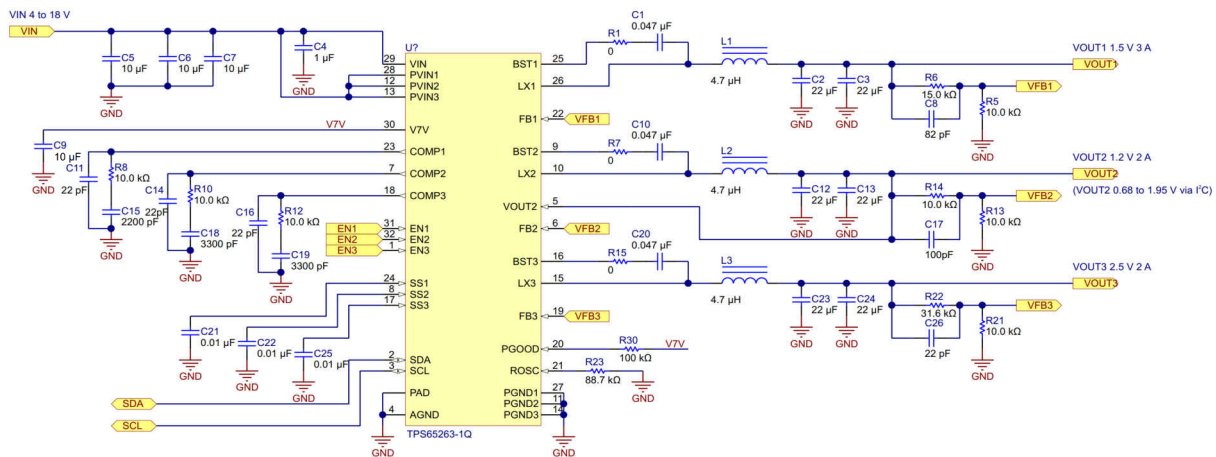 VIN 4 to 18 V
VIN
C5
10 µF
C6
10 µF
C7
10 µF
C4
1 µF
GND
GND
U?
29 VIN
28 PVIN1
12 PVIN2
13 PVIN3
V7V
30 V7V
23 COMP1
7 COMP2
18 COMP3
C9
10 µF
GND
C11
22 pF
R8
10.0 kΩ
C15
2200 pF
GND
C14
22pF
R10
10.0 kΩ
C18
3300 pF
GND
C16
22 pF
R12
10.0 kΩ
C19
3300 pF
GND
EN1
EN2
EN3
31 EN1
32 EN2
1 EN3
24 SS1
8 SS2
17 SS3
C21
0.01 µF
GND
C22
0.01 µF
GND
C25
0.01 µF
GND
2 SDA
3 SCL
SDA
SCL
PAD
4 AGND
GND
TPS65263-1Q
BST1 25
LX1 26
FB1 22
VFB1
BST2 9
LX2 10
VOUT2 5
FB2 6
VFB2
BST3 16
LX3 15
FB3 19
VFB3
PGOOD 20
R30
100 kΩ
V7V
ROSC 21
R23
88.7 kΩ
GND
PGND1 27
PGND2 11
PGND3 14
GND
R1
0
C1
0.047 µF
L1
4.7 µH
C2
22 µF
GND
C3
22 µF
GND
R6
15.0 kΩ
C8
82 pF
R5
10.0 kΩ
GND
VFB1
VOUT1 1.5 V 3 A
VOUT1
R7
0
C10
0.047 µF
L2
4.7 µH
C12
22 µF
GND
C13
22 µF
GND
R14
10.0 kΩ
C17
100pF
R13
10.0 kΩ
GND
VFB2
VOUT2 1.2 V 2 A
VOUT2
(VOUT2 0.68 to 1.95 V via I²C)
R15
0
C20
0.047 µF
L3
4.7 µH
C23
22 µF
GND
C24
22 µF
GND
R22
31.6 kΩ
C26
22 pF
R21
10.0 kΩ
GND
VFB3
VOUT3 2.5 V 2 A
VOUT3